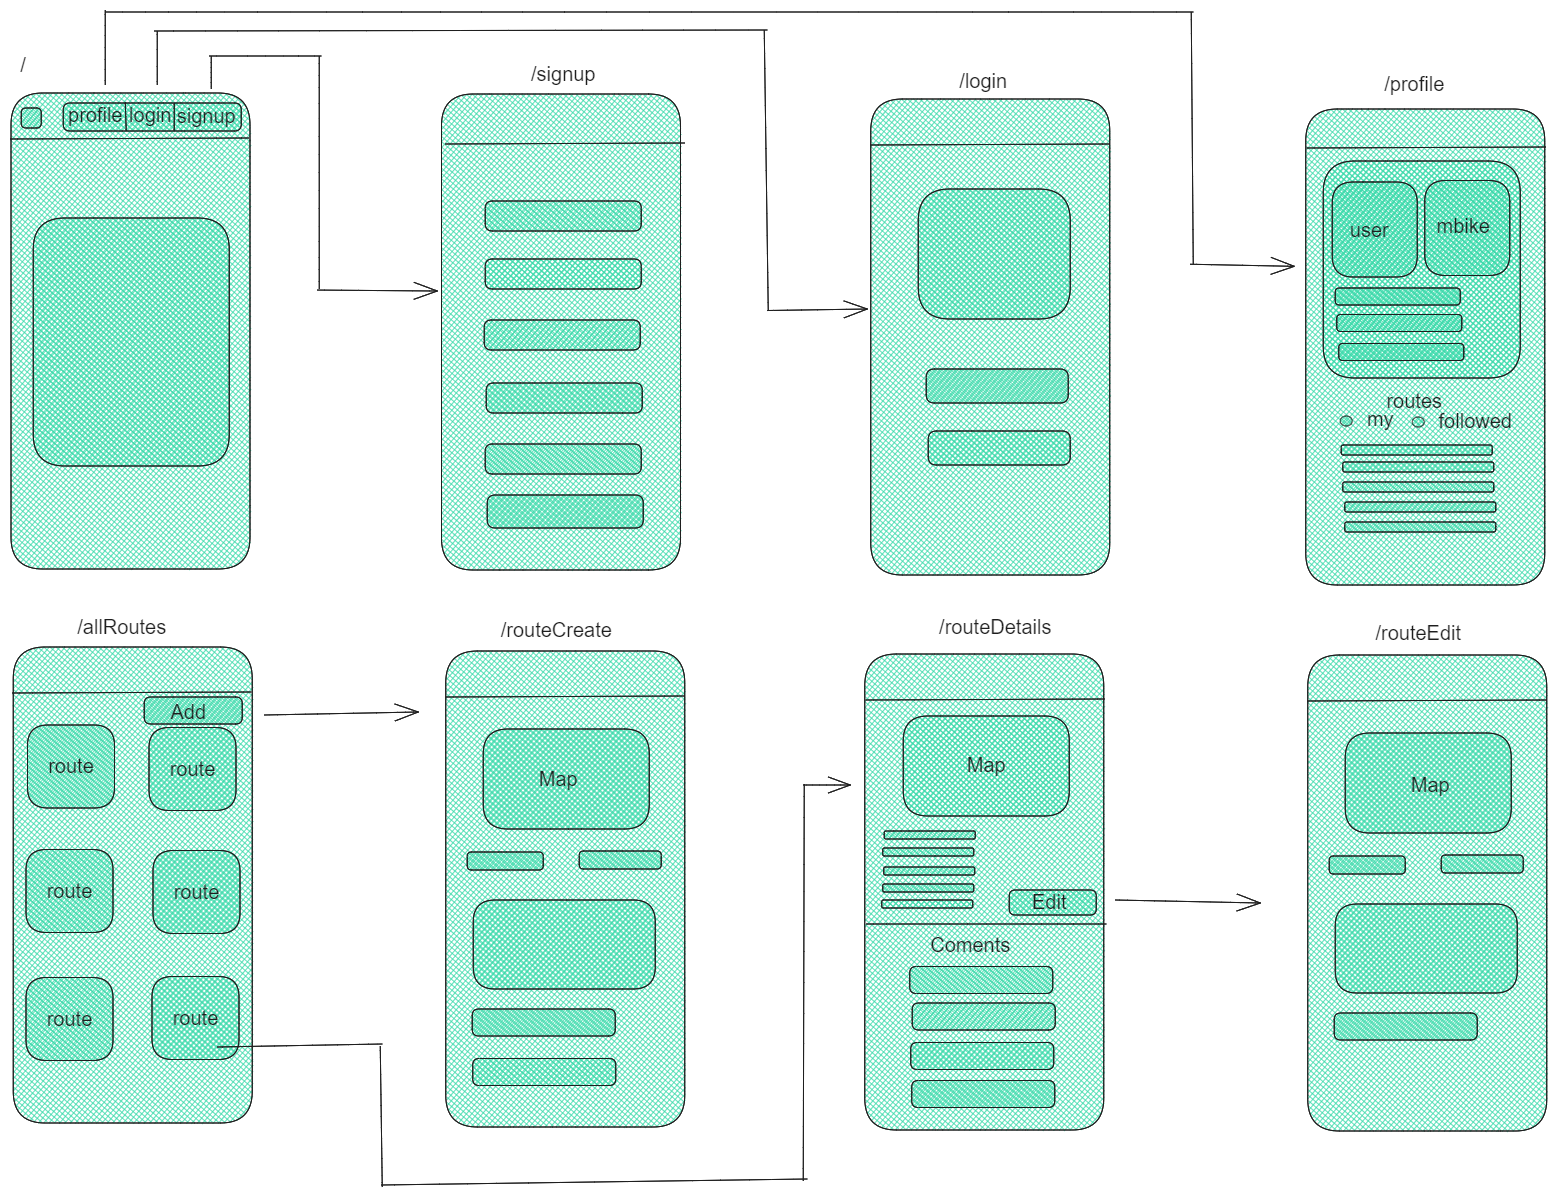 /
/signup
/login
/profile
profile login signup
user mbike
routes
my followed
/allRoutes
/routeCreate
/routeDetails
/routeEdit
Add
route route
route route
route route
Map
Map
Edit
Coments
Map